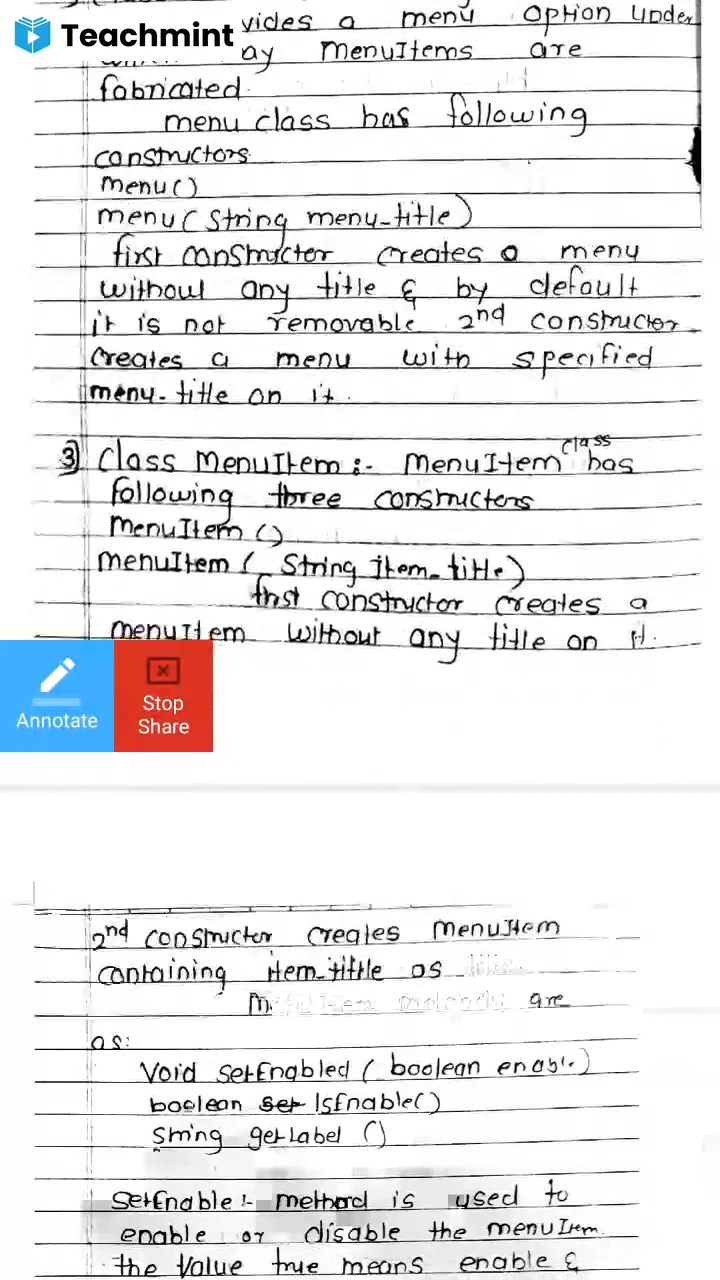 Teachmint
vides a menu option under
ay MenuItems are
fabricated.
menu class has following
constructors.
menu()
menu(String menu-title)
first constructor creates a menu
without any title & by default
it is not removable 2nd constructor
creates a menu with specified
menu-title on it.
③ class MenuItem :- MenuItem class has
following three constructors
MenuItem ()
menuItem ( String item-title)
first constructor creates a
menuItem without any title on it.
Annotate
Stop
Share
2nd constructor creates MenuItem
containing item-title as
are
as:
Void setEnabled ( boolean enable)
boolean set IsEnable()
String getLabel ()
SetEnable :- method is used to
enable or disable the menuItem.
the value true means enable &